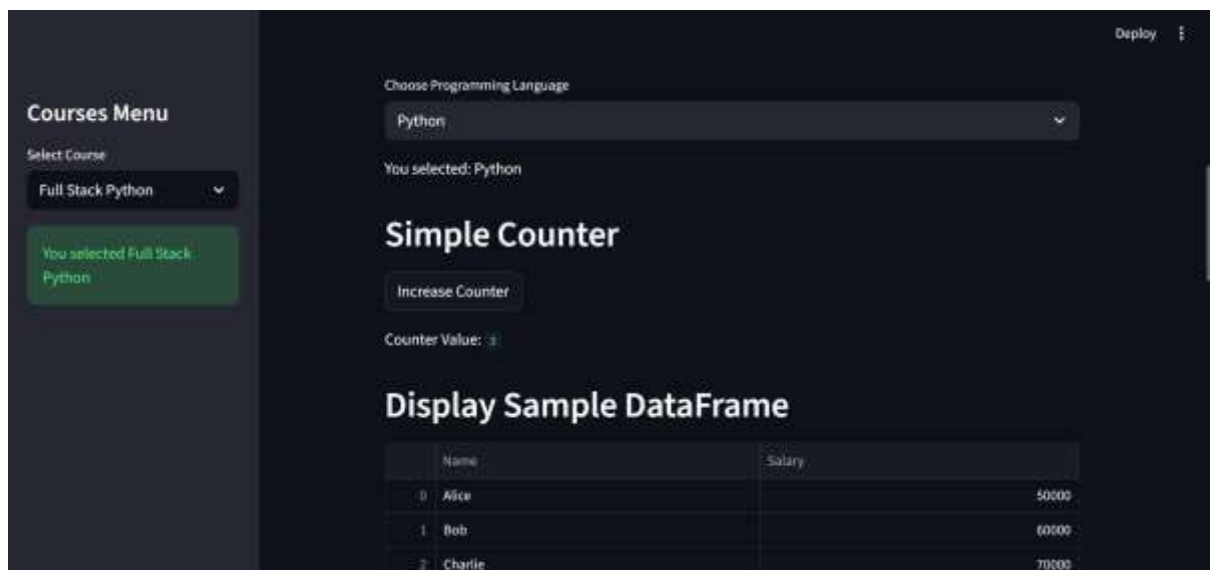 Deploy
Courses Menu
Select Course
Full Stack Python
You selected Full Stack
Python
Choose Programming Language
Python
You selected: Python
Simple Counter
Increase Counter
Counter Value:
Display Sample DataFrame
Name Salary
0 Alice 50000
1 Bob 60000
2 Charlie 70000